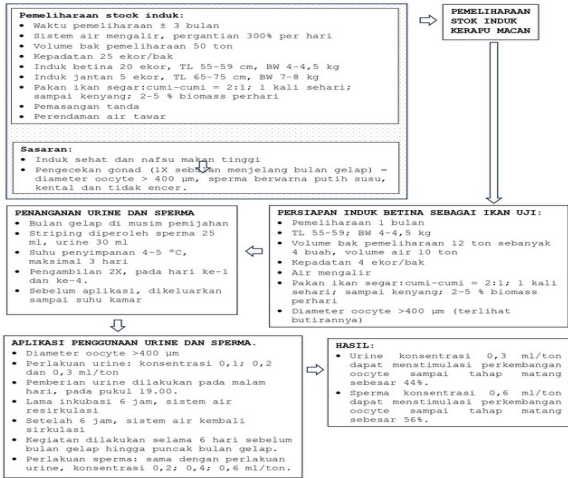 Pemeliharaan stock induk:
• Waktu pemeliharaan ± 3 bulan
• Sistem air mengalir, pergantian 300% per hari
• Volume bak pemeliharaan 50 ton
• Kepadatan 25 ekor/bak
• Induk betina 20 ekor, TL 55-59 cm, BW 4-4,5 kg
• Induk jantan 5 ekor, TL 65-75 cm, BW 7-8 kg
• Pakan ikan segar:cumi-cumi = 2:1; 1 kali sehari;
sampai kenyang; 2-5 % biomass perhari
• Pemasangan tanda
• Perendaman air tawar
Sasaran:
• Induk sehat dan nafsu makan tinggi
• Pengecekan gonad (1X sebulan menjelang bulan gelap) =
diameter oocyte > 400 µm, sperma berwarna putih susu,
kental dan tidak encer.
PEMELIHARAAN
STOK INDUK
KERAPU MACAN
PERSIAPAN INDUK BETINA SEBAGAI IKAN UJI:
• Pemeliharaan 1 bulan
• TL 55-59; BW 4-4,5 kg
• Volume bak pemeliharaan 12 ton sebanyak
4 buah, volume air 10 ton
• Kepadatan 4 ekor/bak
• Air mengalir
• Pakan ikan segar:cumi-cumi = 2:1; 1 kali
sehari; sampai kenyang; 2-5 % biomass
perhari
• Diameter oocyte >400 µm (terlihat
butirannya)
PENANGANAN URINE DAN SPERMA
• Bulan gelap di musim pemijahan
• Striping diperoleh sperma 25
ml, urine 30 ml
• Suhu penyimpanan 4-5 °C,
maksimal 3 hari
• Pengambilan 2X, pada hari ke-1
dan ke-4.
• Sebelum aplikasi, dikeluarkan
sampai suhu kamar
APLIKASI PENGGUNAAN URINE DAN SPERMA.
• Diameter oocyte >400 µm
• Perlakuan urine: konsentrasi 0,1; 0,2
dan 0,3 ml/ton
• Pemberian urine dilakukan pada malam
hari, pada pukul 19.00.
• Lama inkubasi 6 jam, sistem air
resirkulasi
• Setelah 6 jam, sistem air kembali
sirkulasi
• Kegiatan dilakukan selama 6 hari sebelum
bulan gelap hingga puncak bulan gelap.
• Perlakuan sperma: sama dengan perlakuan
urine, konsentrasi 0,2; 0,4; 0,6 ml/ton.
HASIL:
• Urine konsentrasi 0,3 ml/ton
dapat menstimulasi perkembangan
oocyte sampai tahap matang
sebesar 44%.
• Sperma konsentrasi 0,6 ml/ton
dapat menstimulasi perkembangan
oocyte sampai tahap matang
sebesar 56%.